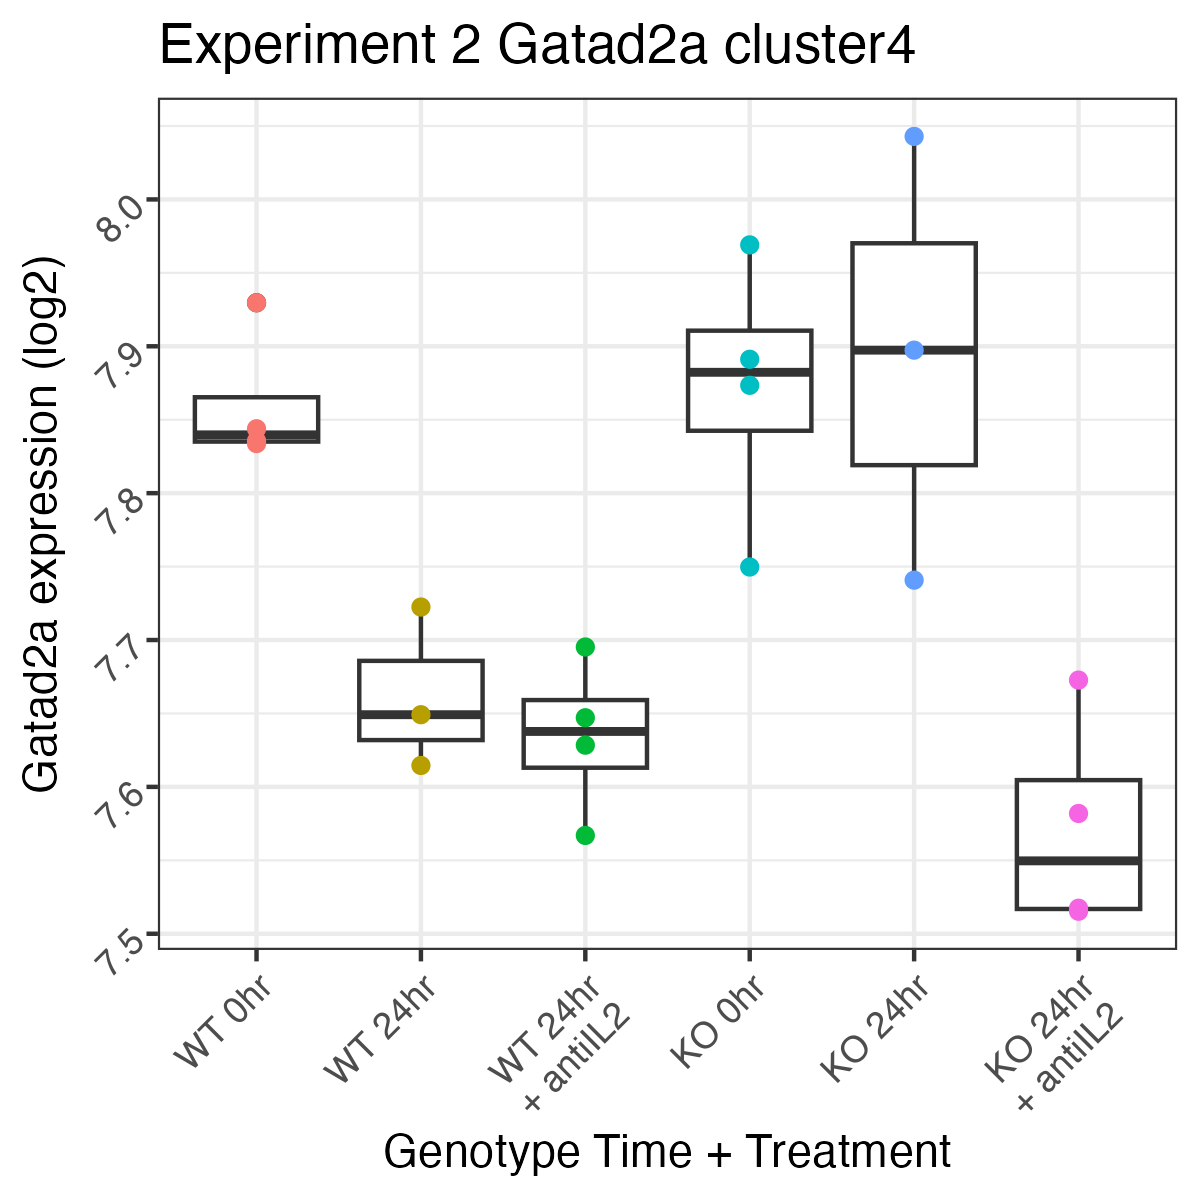 Experiment 2 Gatad2a cluster4
Gatad2a expression (log2)
8.0
7.9
7.8
7.7
7.6
7.5
WT 0hr
WT 24hr
WT 24hr
+ antiIL2
KO 0hr
KO 24hr
KO 24hr
+ antiIL2
Genotype Time + Treatment